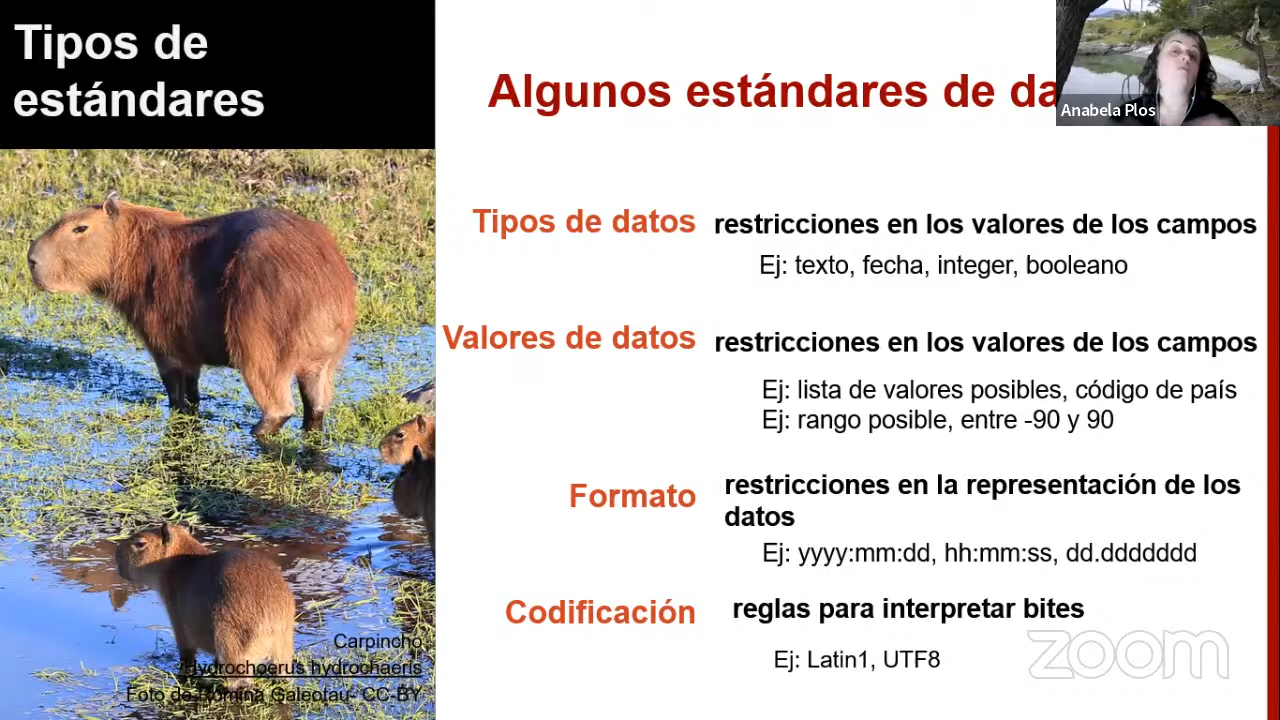 Tipos de
estándares
Algunos estándares de da
Anabela Plos
Tipos de datos
restricciones en los valores de los campos
Ej: texto, fecha, integer, booleano
Valores de datos
restricciones en los valores de los campos
Ej: lista de valores posibles, código de país
Ej: rango posible, entre -90 y 90
Formato
restricciones en la representación de los
datos
Ej: yyyy:mm:dd, hh:mm:ss, dd.ddddddd
Codificación
reglas para interpretar bites
Ej: Latin1, UTF8
Carpincho
Hydrochoerus hydrochaeris
Foto de Romina Galeotau- CC-BY
zoom